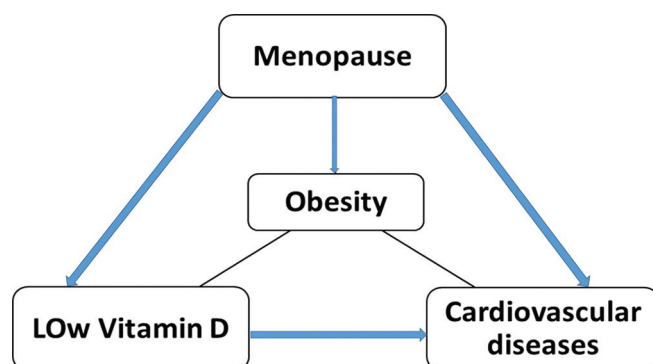 Menopause
Obesity
LOw Vitamin D
Cardiovascular
diseases